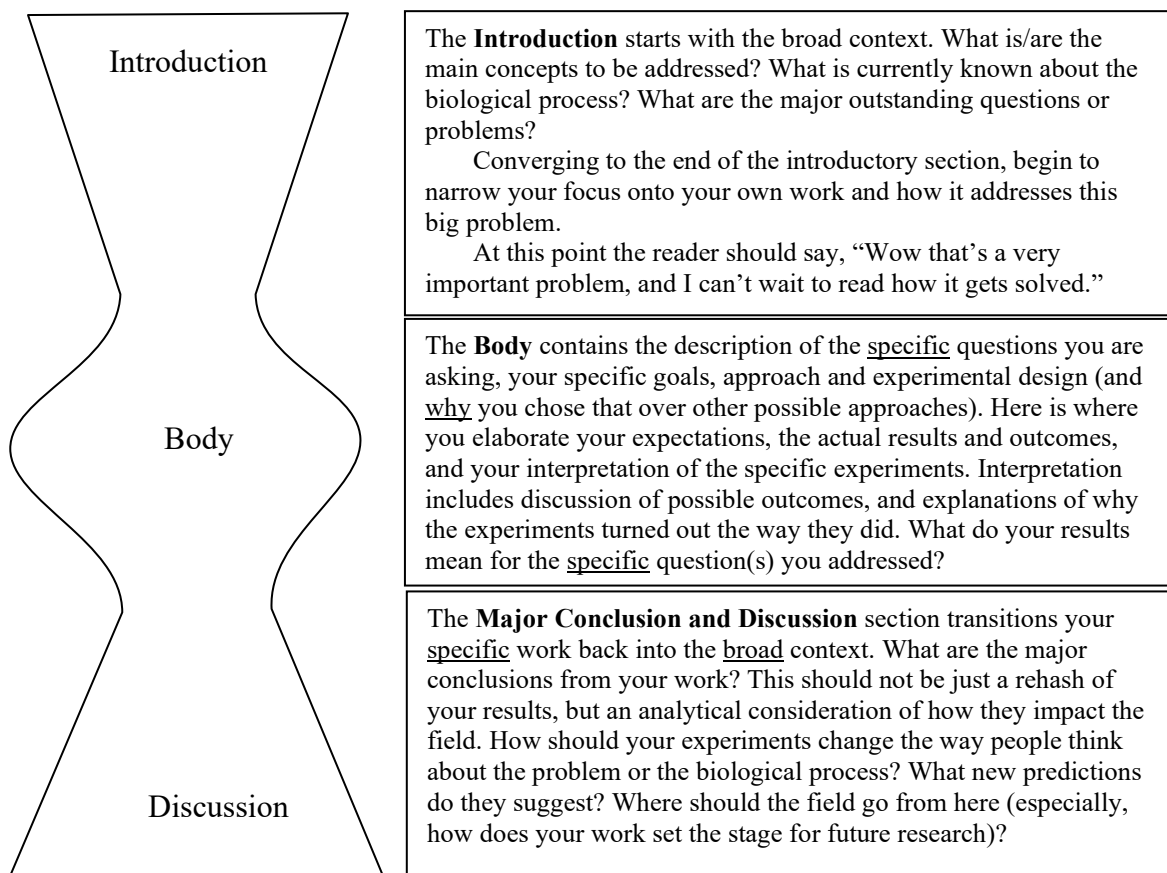 Introduction
The Introduction starts with the broad context. What is/are the
main concepts to be addressed? What is currently known about the
biological process? What are the major outstanding questions or
problems?
Converging to the end of the introductory section, begin to
narrow your focus onto your own work and how it addresses this
big problem.
At this point the reader should say, “Wow that’s a very
important problem, and I can’t wait to read how it gets solved.”
Body
The Body contains the description of the specific questions you are
asking, your specific goals, approach and experimental design (and
why you chose that over other possible approaches). Here is where
you elaborate your expectations, the actual results and outcomes,
and your interpretation of the specific experiments. Interpretation
includes discussion of possible outcomes, and explanations of why
the experiments turned out the way they did. What do your results
mean for the specific question(s) you addressed?
Discussion
The Major Conclusion and Discussion section transitions your
specific work back into the broad context. What are the major
conclusions from your work? This should not be just a rehash of
your results, but an analytical consideration of how they impact the
field. How should your experiments change the way people think
about the problem or the biological process? What new predictions
do they suggest? Where should the field go from here (especially,
how does your work set the stage for future research)?